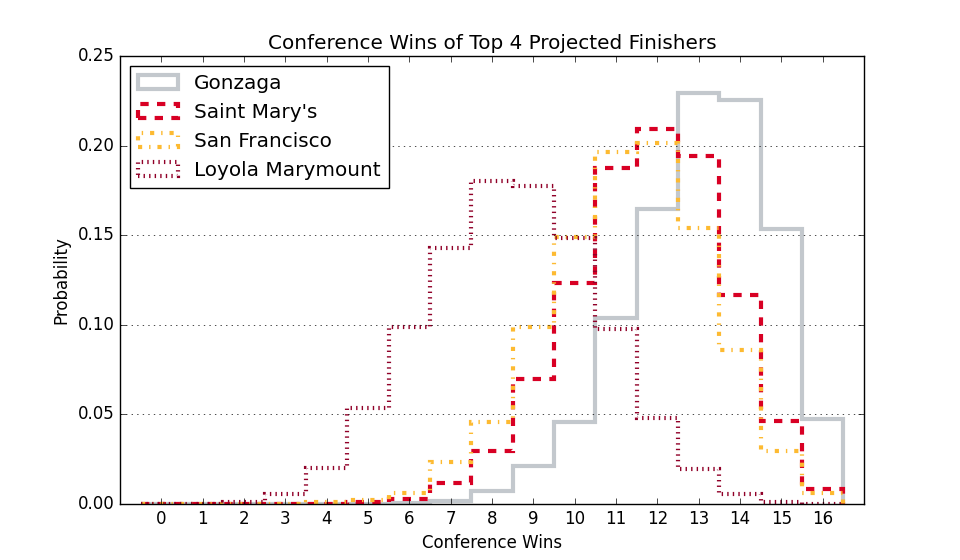 Conference Wins of Top 4 Projected Finishers
0.25
0.20
0.15
0.10
0.05
0.00
Probability
Gonzaga
Saint Mary's
San Francisco
Loyola Marymount
0 1 2 3 4 5 6 7 8 9 10 11 12 13 14 15 16
Conference Wins